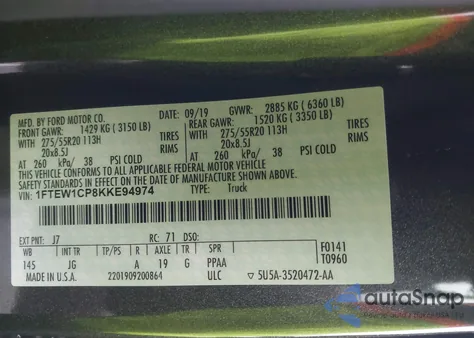 MFD. BY FORD MOTOR CO.
09/19 GVWR: 2885 KG ( 6360 LB)
FRONT GAWR: 1429 KG ( 3150 LB) REAR GAWR: 1520 KG ( 3350 LB)
WITH 275/55R20 113H TIRES WITH 275/55R20 113H TIRES
20x8.5J RIMS 20x8.5J RIMS
AT 260 kPa/ 38 PSI COLD AT 260 kPa/ 38 PSI COLD
THIS VEHICLE CONFORMS TO ALL APPLICABLE FEDERAL MOTOR VEHICLE
SAFETY STANDARDS IN EFFECT ON THE DATE OF MANUFACTURE SHOWN ABOVE.
VIN: 1FTEW1CP8KKE94974 TYPE: Truck
EXT PNT: J7 RC: 71 DSO: F0141
WB TP/PS R AXLE TR SPR T0960
145 JG A 19 G PPAA
MADE IN U.S.A. 2201909200864 ULC ▽ 5U5A-3520472-AA
autoSnap